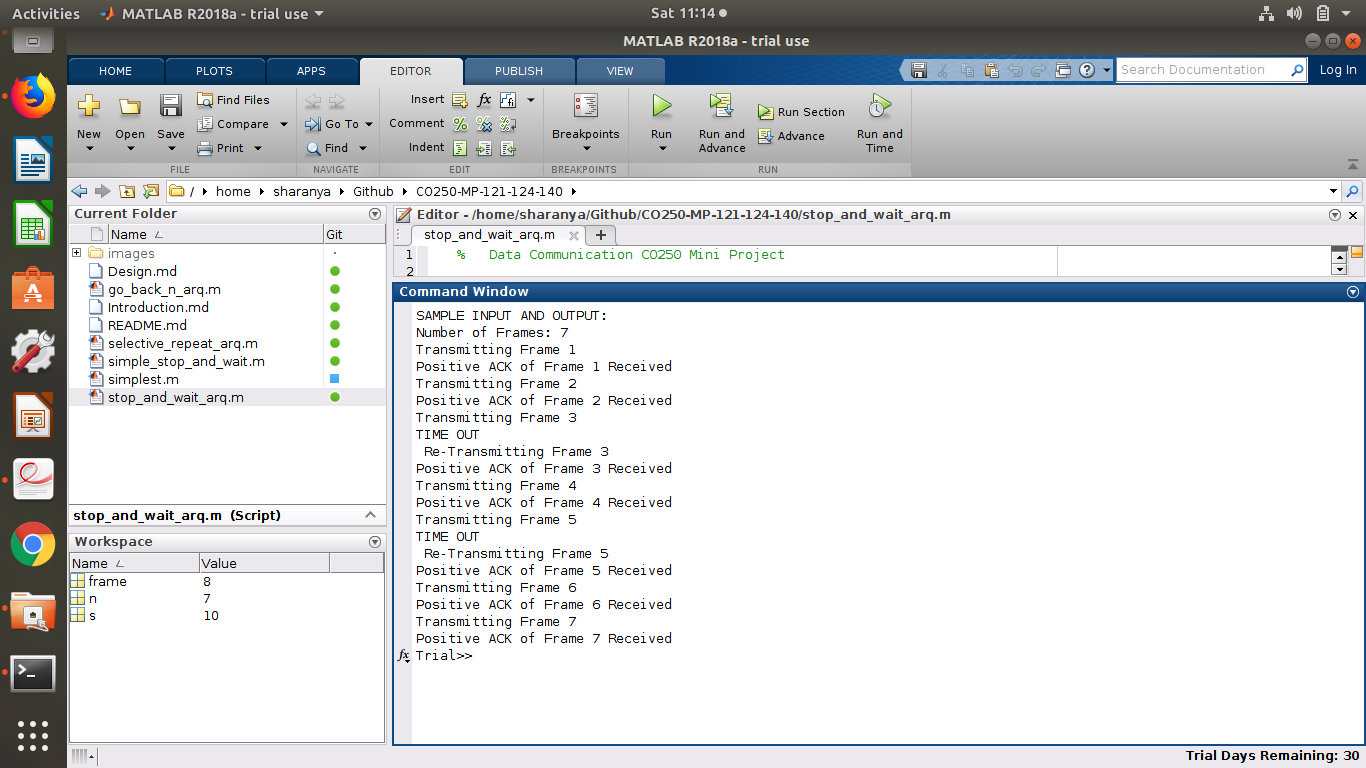 Activities MATLAB R2018a - trial use Sat 11:14
MATLAB R2018a - trial use
HOME PLOTS APPS EDITOR PUBLISH VIEW Search Documentation Log In
New Open Save Find Files Compare Print
FILE
Go To Find
NAVIGATE
Insert fx
Comment %
Indent
EDIT
Breakpoints
BREAKPOINTS
Run Run and Advance Run Section Advance Run and Time
RUN
/ home sharanya Github CO250-MP-121-124-140
Current Folder
Name Git
images
Design.md
go_back_n_arq.m
Introduction.md
README.md
selective_repeat_arq.m
simple_stop_and_wait.m
simplest.m
stop_and_wait_arq.m
stop_and_wait_arq.m (Script)
Workspace
Name Value
frame 8
n 7
s 10
Editor - /home/sharanya/Github/CO250-MP-121-124-140/stop_and_wait_arq.m
stop_and_wait_arq.m
1 % Data Communication CO250 Mini Project
2
Command Window
SAMPLE INPUT AND OUTPUT:
Number of Frames: 7
Transmitting Frame 1
Positive ACK of Frame 1 Received
Transmitting Frame 2
Positive ACK of Frame 2 Received
Transmitting Frame 3
TIME OUT
Re-Transmitting Frame 3
Positive ACK of Frame 3 Received
Transmitting Frame 4
Positive ACK of Frame 4 Received
Transmitting Frame 5
TIME OUT
Re-Transmitting Frame 5
Positive ACK of Frame 5 Received
Transmitting Frame 6
Positive ACK of Frame 6 Received
Transmitting Frame 7
Positive ACK of Frame 7 Received
fx Trial>>
Trial Days Remaining: 30